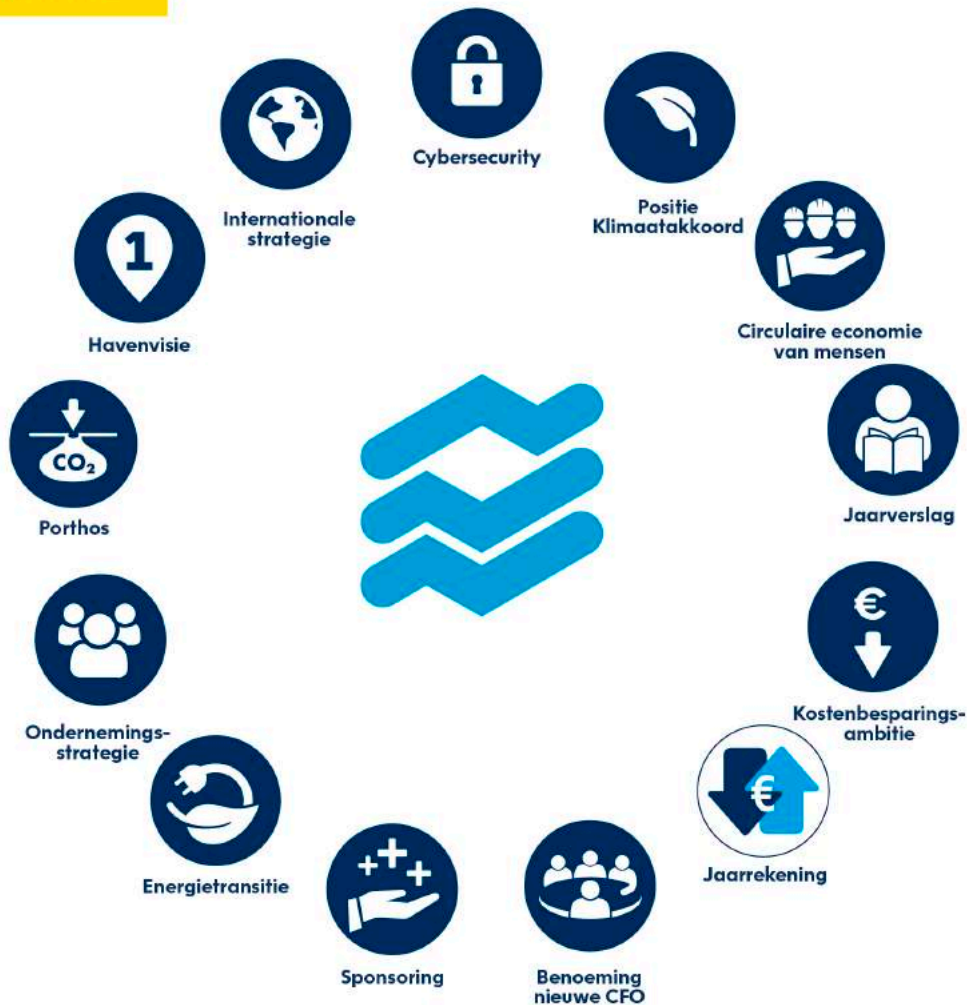 Cybersecurity
Positie
Klimaatakkoord
Circulaire economie
van mensen
Jaarverslag
€
Kostenbesparings-
ambitie
€
Jaarrekening
Benoeming
nieuwe CFO
Sponsoring
Energietransitie
Ondernemings-
strategie
CO₂
Porthos
1
Havenvisie
Internationale
strategie